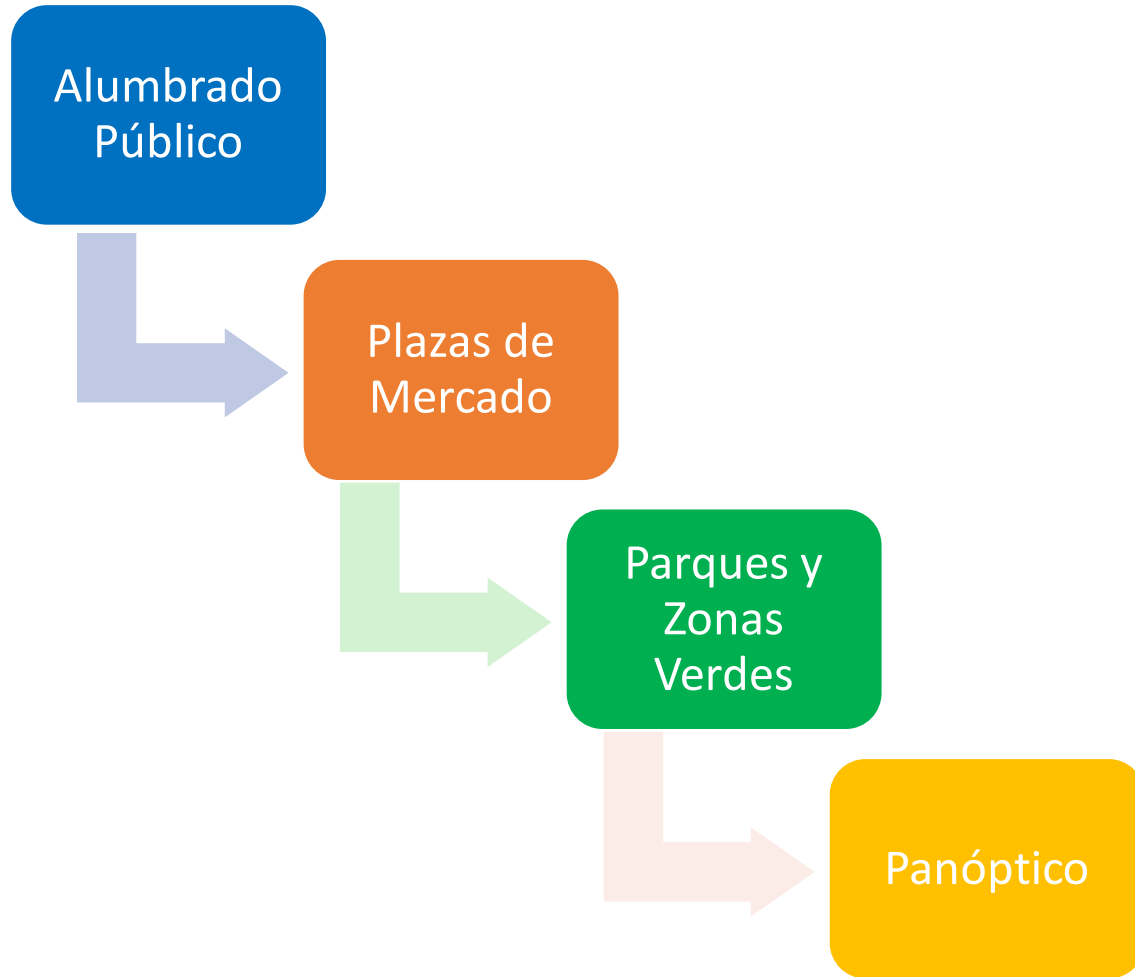 Alumbrado
Público
Plazas de
Mercado
Parques y
Zonas
Verdes
Panóptico